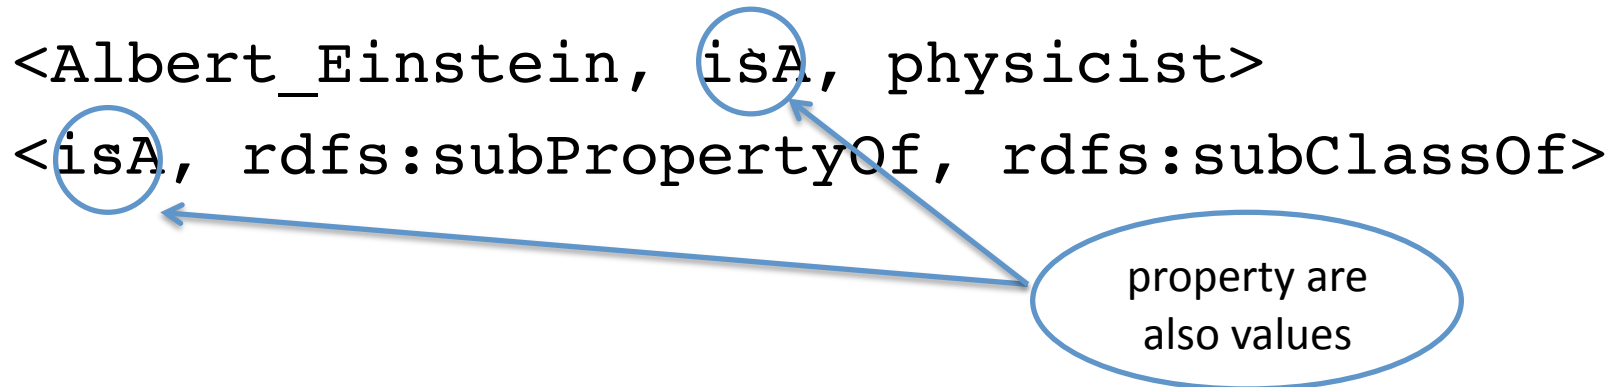 <Albert_Einstein, isA, physicist>
<isA, rdfs:subPropertyOf, rdfs:subClassOf>
property are
also values